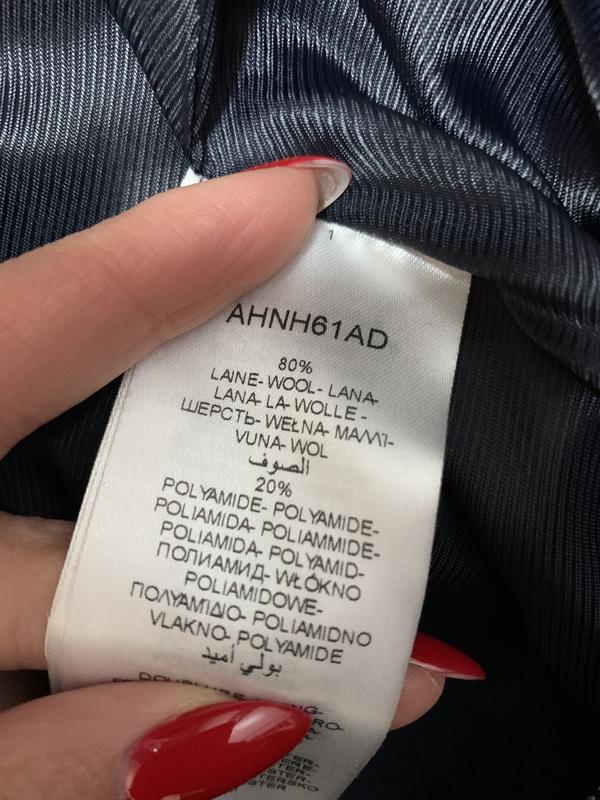 1
AHNH61AD
80%
LAINE- WOOL- LANA-
LANA- LA- WOLLE -
ШЕРСТЬ- WEŁNA- ΜΑΛΛΊ-
VUNA- WOL
الصوف
20%
POLYAMIDE- POLYAMIDE-
POLIAMIDA- POLIAMMIDE-
POLIAMIDA- POLYAMID-
ПОЛИАМИД- WŁÓKNO
POLIAMIDOWE-
ΠΟΛΥΑΜΙΔΙΟ- POLIAMIDNO
VLAKNO- POLYAMIDE
بولي أميد